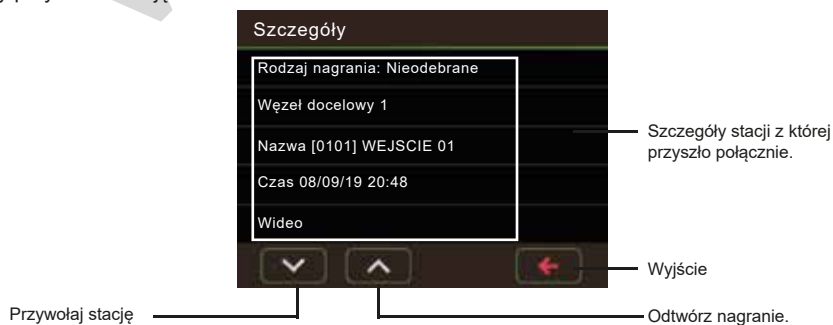 Szczegóły
Rodzaj nagrania: Nieodebrane
Węzeł docelowy 1
Nazwa [0101] WEJSCIE 01
Czas 08/09/19 20:48
Wideo
Szczegóły stacji z której
przyszło połącznie.
Wyjście
Przywołaj stację
Odtwórz nagranie.